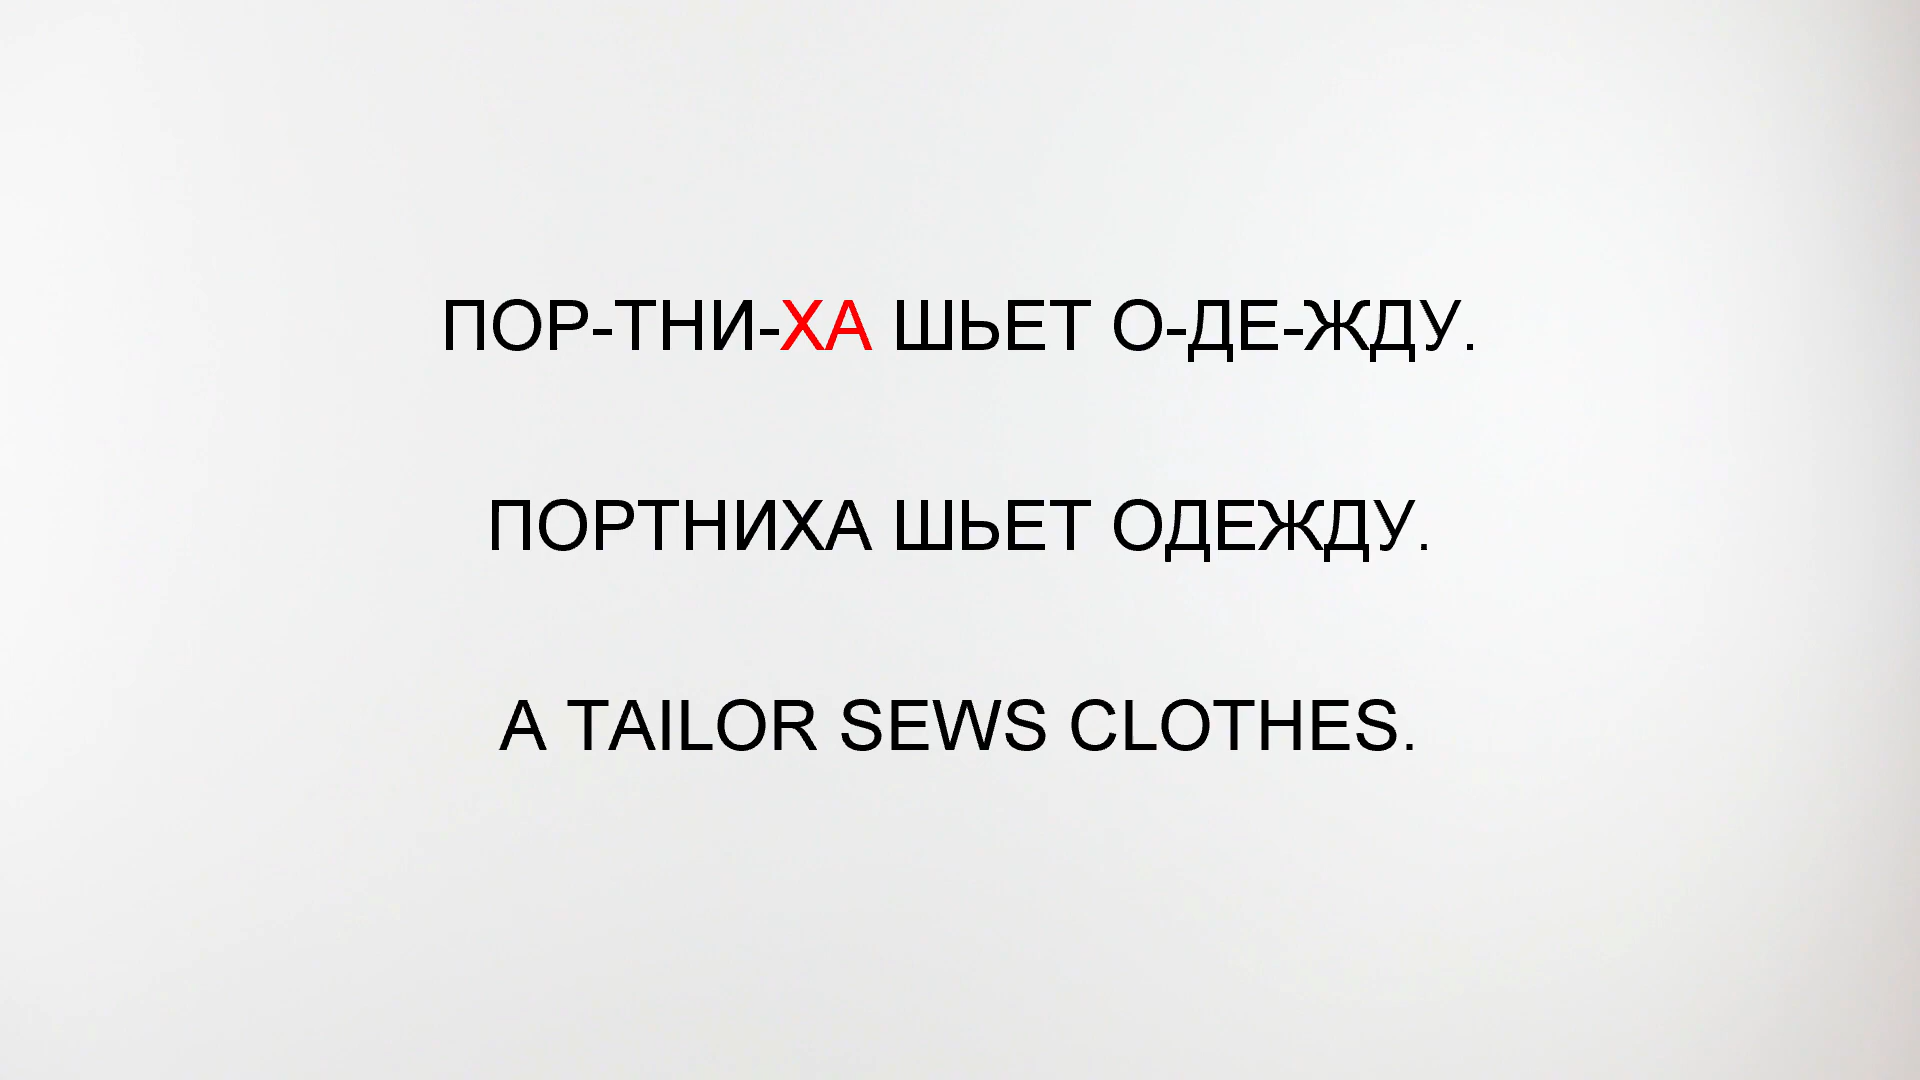 ПОР-ТНИ-ХА ШЬЕТ О-ДЕ-ЖДУ.
ПОРТНИХА ШЬЕТ ОДЕЖДУ.
A TAILOR SEWS CLOTHES.